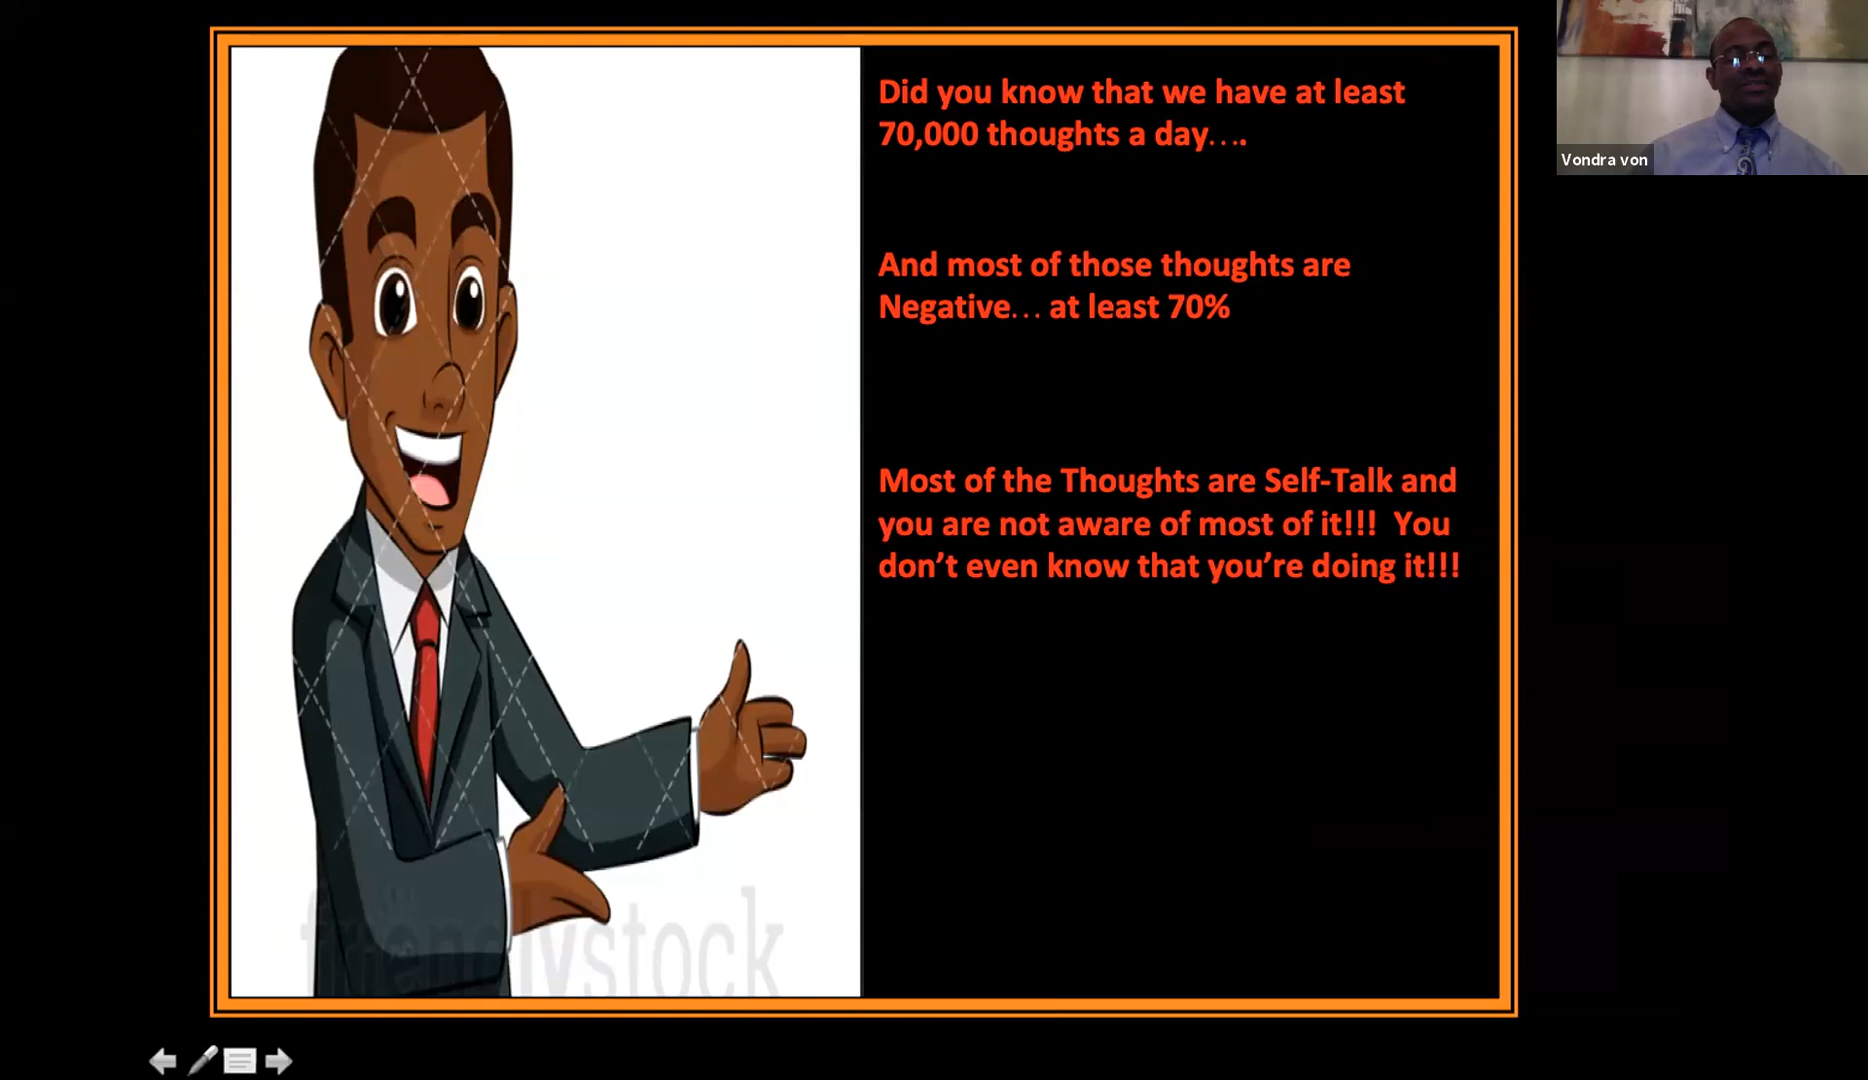 Did you know that we have at least
70,000 thoughts a day….
And most of those thoughts are
Negative… at least 70%
Most of the Thoughts are Self-Talk and
you are not aware of most of it!!! You
don’t even know that you’re doing it!!!
Vondra von
friendlystock